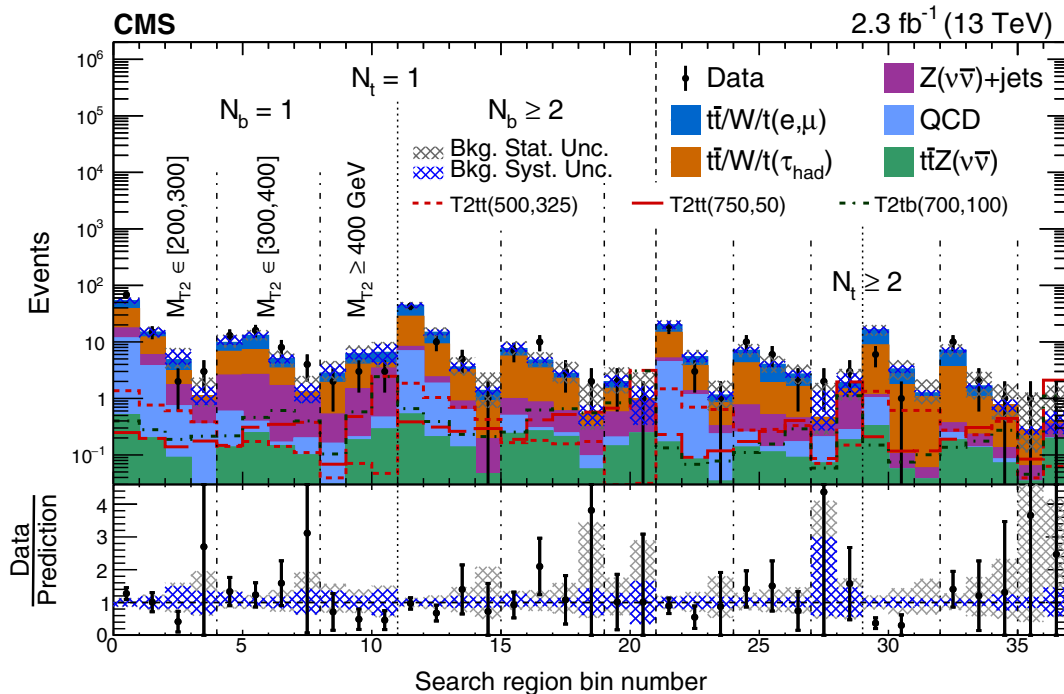 CMS
2.3 fb⁻¹ (13 TeV)
Events
10⁶
10⁵
10⁴
10³
10²
10
1
10⁻¹
N_t = 1
N_b = 1
N_b ≥ 2
N_t ≥ 2
M_T2 ∈ [200,300]
M_T2 ∈ [300,400]
M_T2 ≥ 400 GeV
Data
tt̄/W/t(e,μ)
tt̄/W/t(τ_had)
Z(νν̄)+jets
QCD
tt̄Z(νν̄)
Bkg. Stat. Unc.
Bkg. Syst. Unc.
T2tt(500,325)
T2tt(750,50)
T2tb(700,100)
Data
Prediction
4
3
2
1
0
0 5 10 15 20 25 30 35
Search region bin number